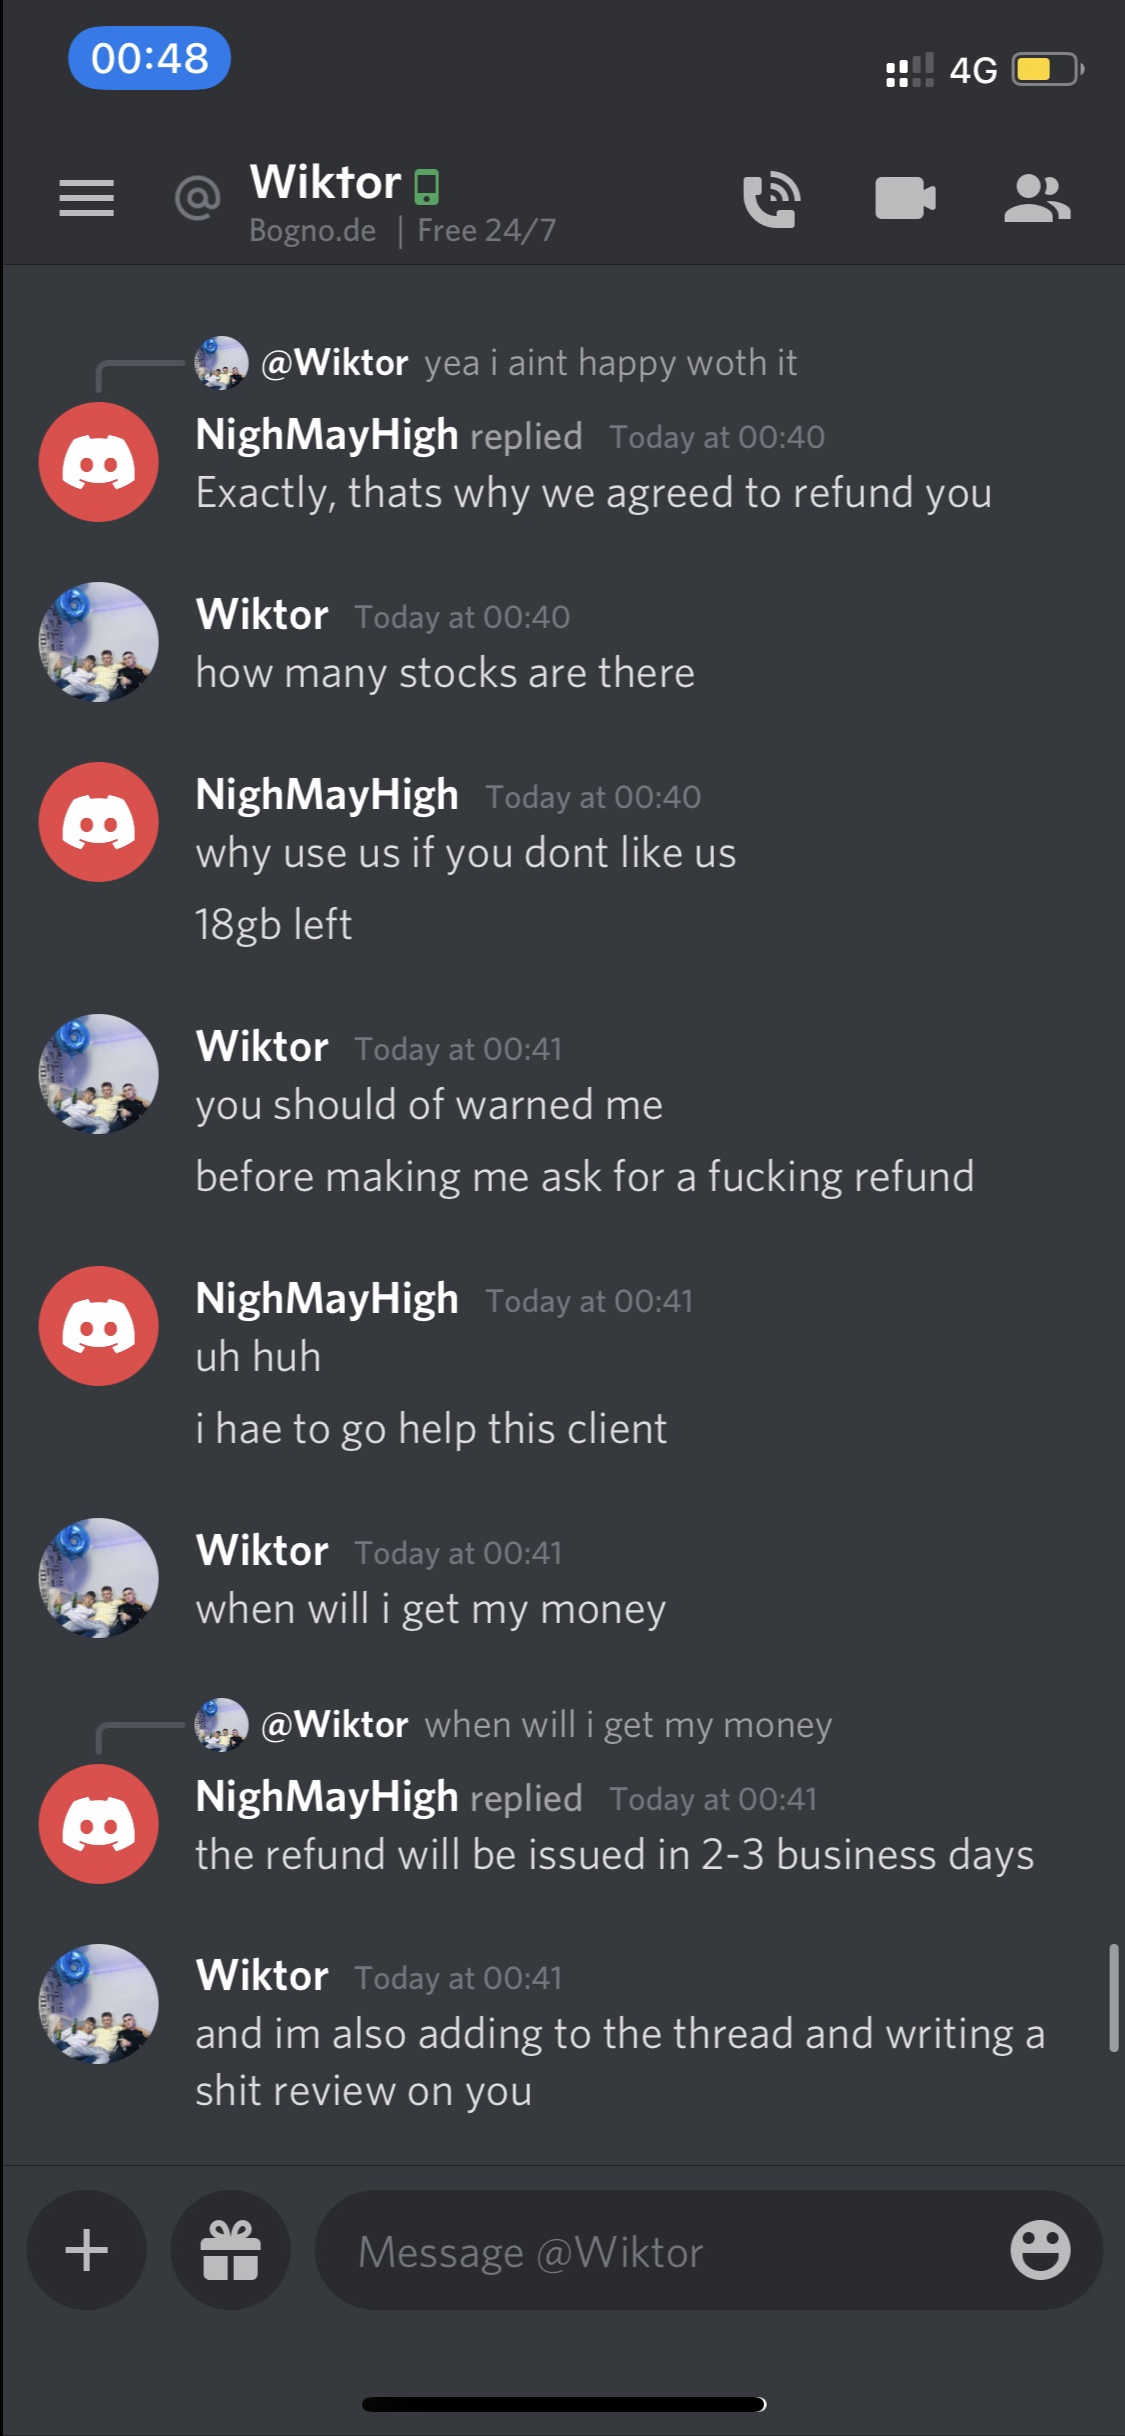 00:48
4G
Wiktor
Bogno.de | Free 24/7
@Wiktor yea i aint happy woth it
NighMayHigh replied Today at 00:40
Exactly, thats why we agreed to refund you
Wiktor Today at 00:40
how many stocks are there
NighMayHigh Today at 00:40
why use us if you dont like us
18gb left
Wiktor Today at 00:41
you should of warned me
before making me ask for a fucking refund
NighMayHigh Today at 00:41
uh huh
i hae to go help this client
Wiktor Today at 00:41
when will i get my money
@Wiktor when will i get my money
NighMayHigh replied Today at 00:41
the refund will be issued in 2-3 business days
Wiktor Today at 00:41
and im also adding to the thread and writing a
shit review on you
Message @Wiktor